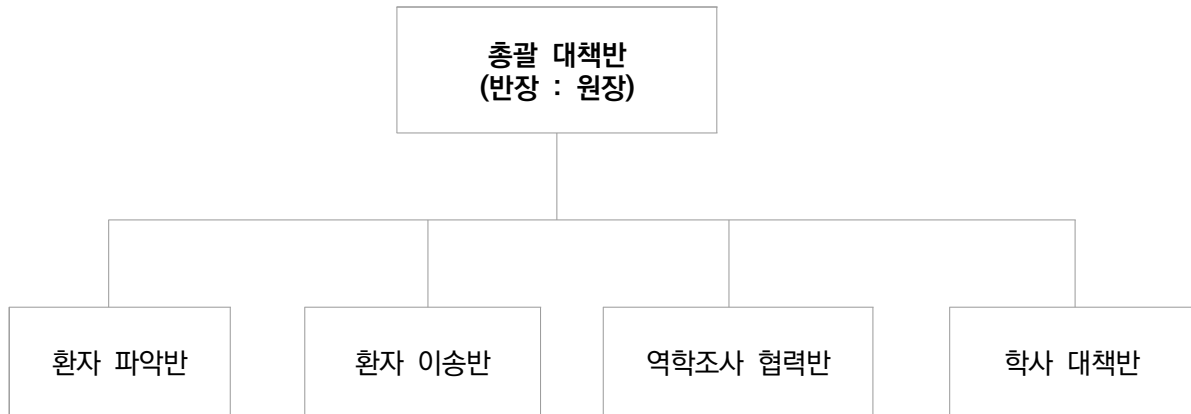 총괄 대책반
(반장 : 원장)
환자 파악반
환자 이송반
역학조사 협력반
학사 대책반